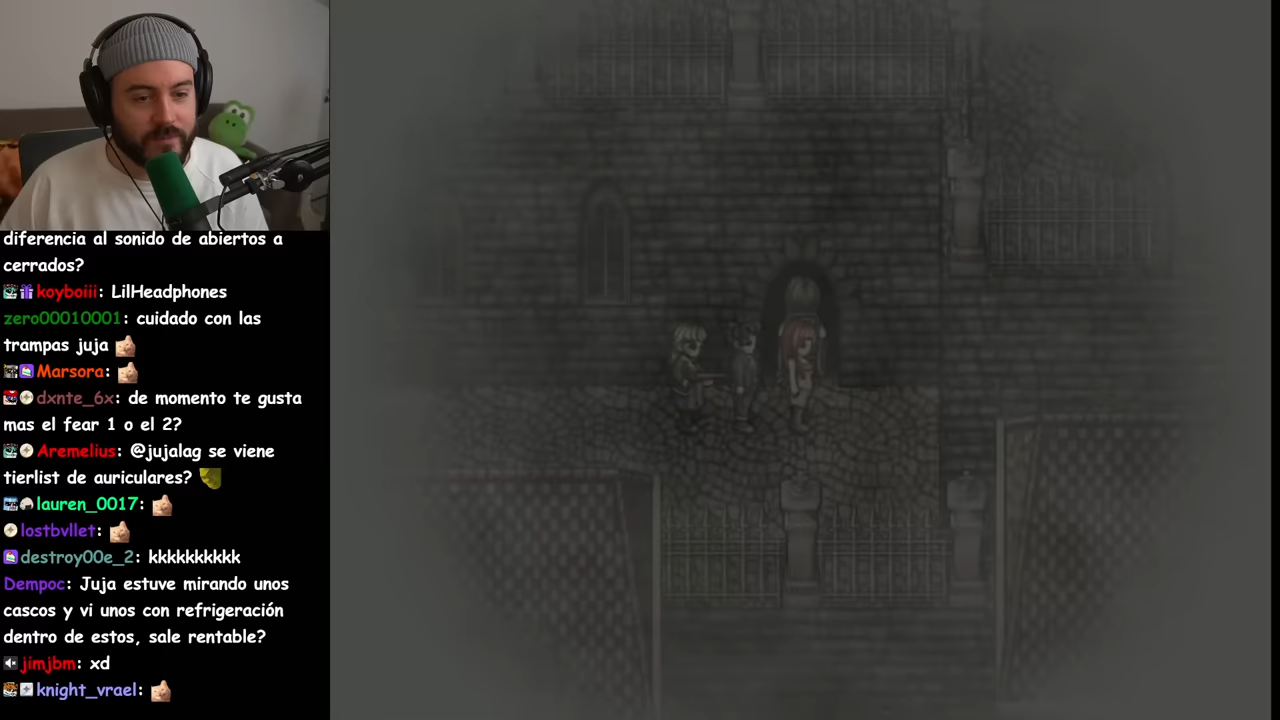 diferencia al sonido de abiertos a
cerrados?
koyboiii: LilHeadphones
zero00010001: cuidado con las
trampas juja
Marsora:
dxnte_6x: de momento te gusta
mas el fear 1 o el 2?
Aremelius: @jujalag se viene
tierlist de auriculares?
lauren_0017:
lostbvllet:
destroy00e_2: kkkkkkkkkk
Dempoc: Juja estuve mirando unos
cascos y vi unos con refrigeración
dentro de estos, sale rentable?
jimjbm: xd
knight_vrael: